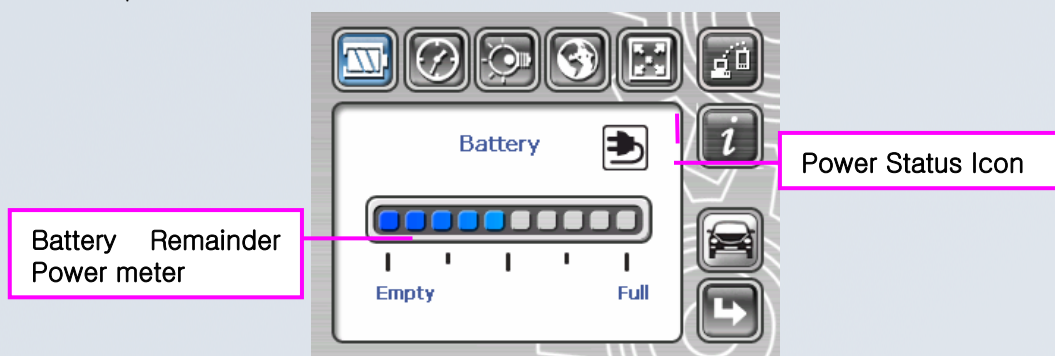 Battery
Power Status Icon
Battery Remainder
Power meter
Empty Full